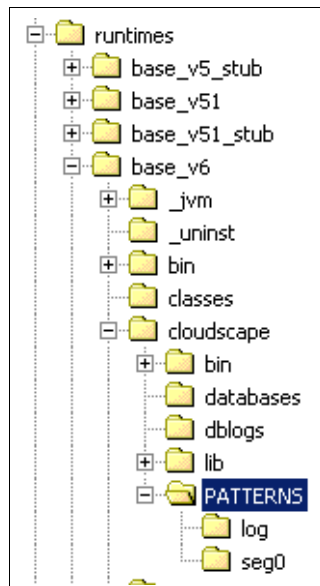 runtimes
base_v5_stub
base_v51
base_v51_stub
base_v6
_jvm
_uninst
bin
classes
cloudscape
bin
databases
dblogs
lib
PATTERNS
log
seg0